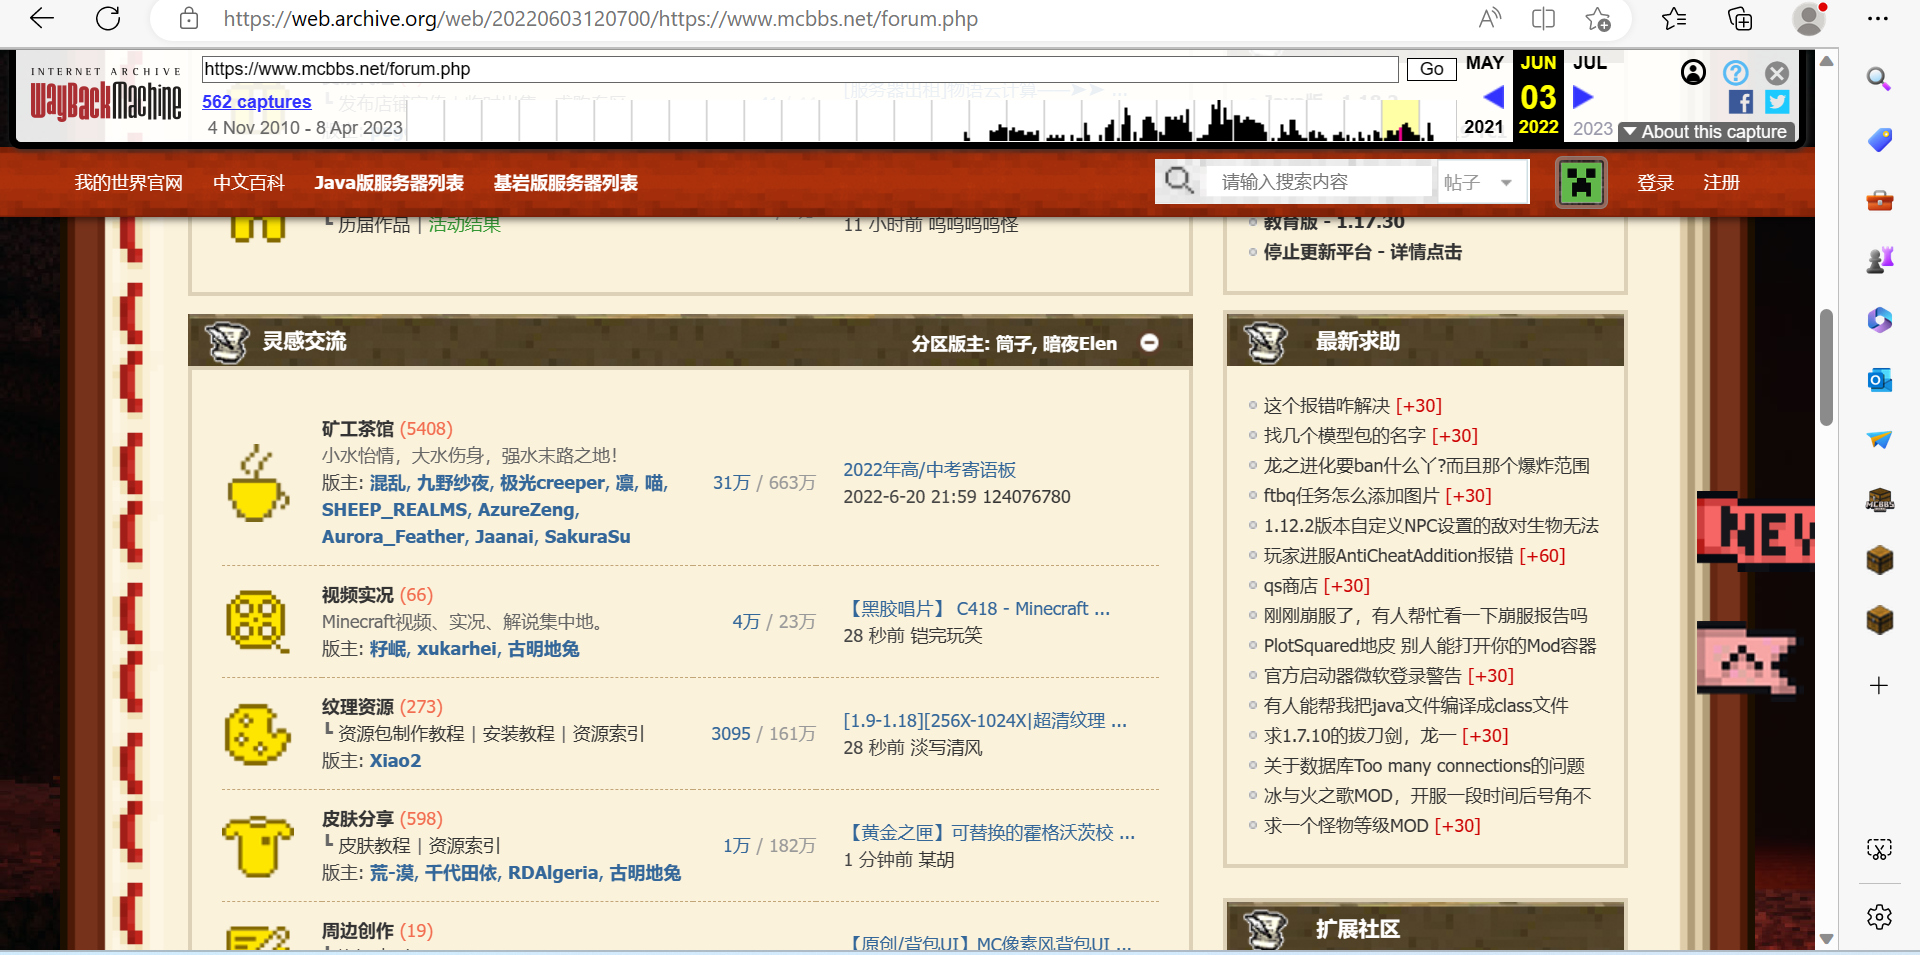 https://web.archive.org/web/20220603120700/https://www.mcbbs.net/forum.php
INTERNET ARCHIVE
WayBackMachine
https://www.mcbbs.net/forum.php
Go
562 captures
4 Nov 2010 - 8 Apr 2023
MAY JUN JUL
03
2021 2022 2023
About this capture
我的世界官网 中文百科 Java版服务器列表 基岩版服务器列表
请输入搜索内容 帖子
登录 注册
┗ 历届作品 | 活动结果
11 小时前 呜呜呜呜怪
教育版 - 1.17.30
停止更新平台 - 详情点击
灵感交流
分区版主: 筒子, 暗夜Elen
矿工茶馆 (5408)
小水怡情，大水伤身，强水末路之地！
版主: 混乱, 九野纱夜, 极光creeper, 凛, 喵,
SHEEP_REALMS, AzureZeng,
Aurora_Feather, Jaanai, SakuraSu
31万 / 663万
2022年高/中考寄语板
2022-6-20 21:59 124076780
视频实况 (66)
Minecraft视频、实况、解说集中地。
版主: 籽岷, xukarhei, 古明地兔
4万 / 23万
【黑胶唱片】 C418 - Minecraft ...
28 秒前 铠完玩笑
纹理资源 (273)
┗ 资源包制作教程 | 安装教程 | 资源索引
版主: Xiao2
3095 / 161万
[1.9-1.18][256X-1024X|超清纹理 ...
28 秒前 淡写清风
皮肤分享 (598)
┗ 皮肤教程 | 资源索引
版主: 荒-漠, 千代田依, RDAlgeria, 古明地兔
1万 / 182万
【黄金之匣】可替换的霍格沃茨校 ...
1 分钟前 某胡
周边创作 (19)
【原创/背包UI】MC像素风背包UI ...
最新求助
这个报错咋解决 [+30]
找几个模型包的名字 [+30]
龙之进化要ban什么丫?而且那个爆炸范围
ftbq任务怎么添加图片 [+30]
1.12.2版本自定义NPC设置的敌对生物无法
玩家进服AntiCheatAddition报错 [+60]
qs商店 [+30]
刚刚崩服了，有人帮忙看一下崩服报告吗
PlotSquared地皮 别人能打开你的Mod容器
官方启动器微软登录警告 [+30]
有人能帮我把java文件编译成class文件
求1.7.10的拔刀剑，龙一 [+30]
关于数据库Too many connections的问题
冰与火之歌MOD，开服一段时间后号角不
求一个怪物等级MOD [+30]
扩展社区
NEW
MCBBS